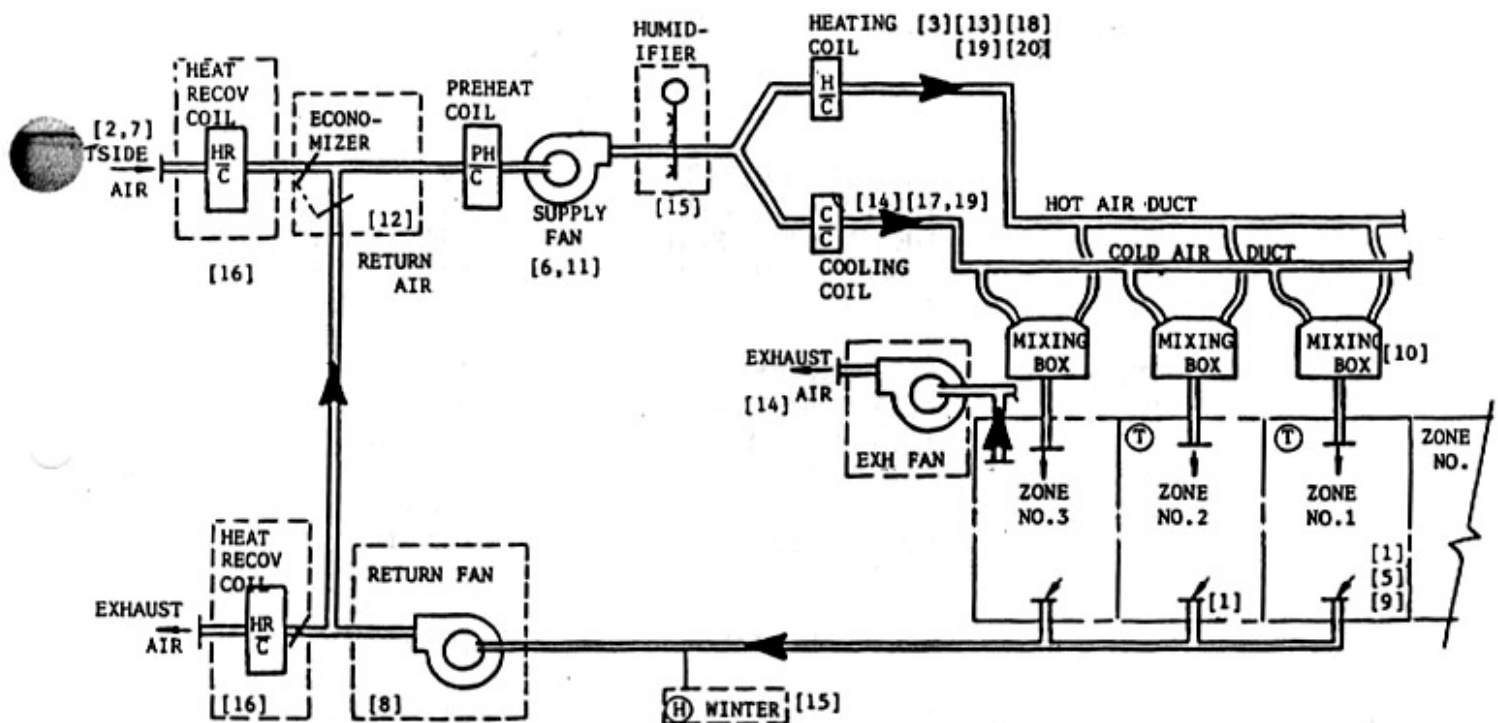 HUMID-
IFIER
HEATING [3][13][18]
COIL [19][20]
H/C
HEAT
RECOV
COIL
HR/C
[2,7]
TSIDE
AIR
ECONO-
MIZER
[12]
PREHEAT
COIL
PH/C
SUPPLY
FAN
[6,11]
[15]
[16]
RETURN
AIR
[14][17,19]
C/C
COOLING
COIL
HOT AIR DUCT
COLD AIR DUCT
MIXING
BOX
MIXING
BOX
MIXING
BOX
[10]
EXHAUST
AIR
[14]
EXH FAN
T
T
ZONE
NO.3
ZONE
NO.2
ZONE
NO.1
ZONE
NO.
[1]
[1]
[5]
[9]
HEAT
RECOV
COIL
HR/C
EXHAUST
AIR
[16]
RETURN FAN
[8]
H WINTER [15]